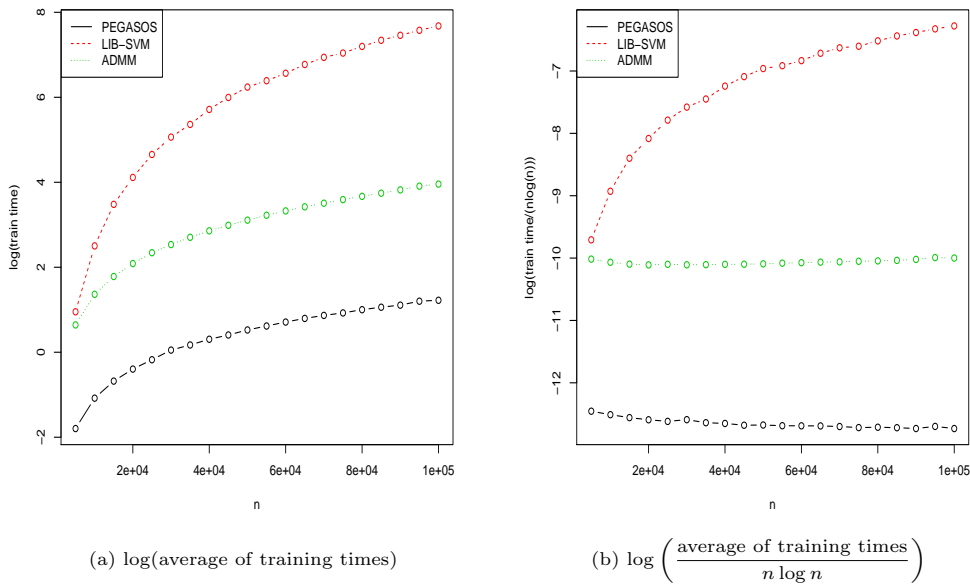 PEGASOS
LIB−SVM
ADMM
8
6
4
2
0
−2
log(train time)
2e+04 4e+04 6e+04 8e+04 1e+05
n
(a) log(average of training times)
PEGASOS
LIB−SVM
ADMM
−7
−8
−9
−10
−11
−12
log(train time/(nlog(n)))
2e+04 4e+04 6e+04 8e+04 1e+05
n
(b) log ( average of training times / n log n )